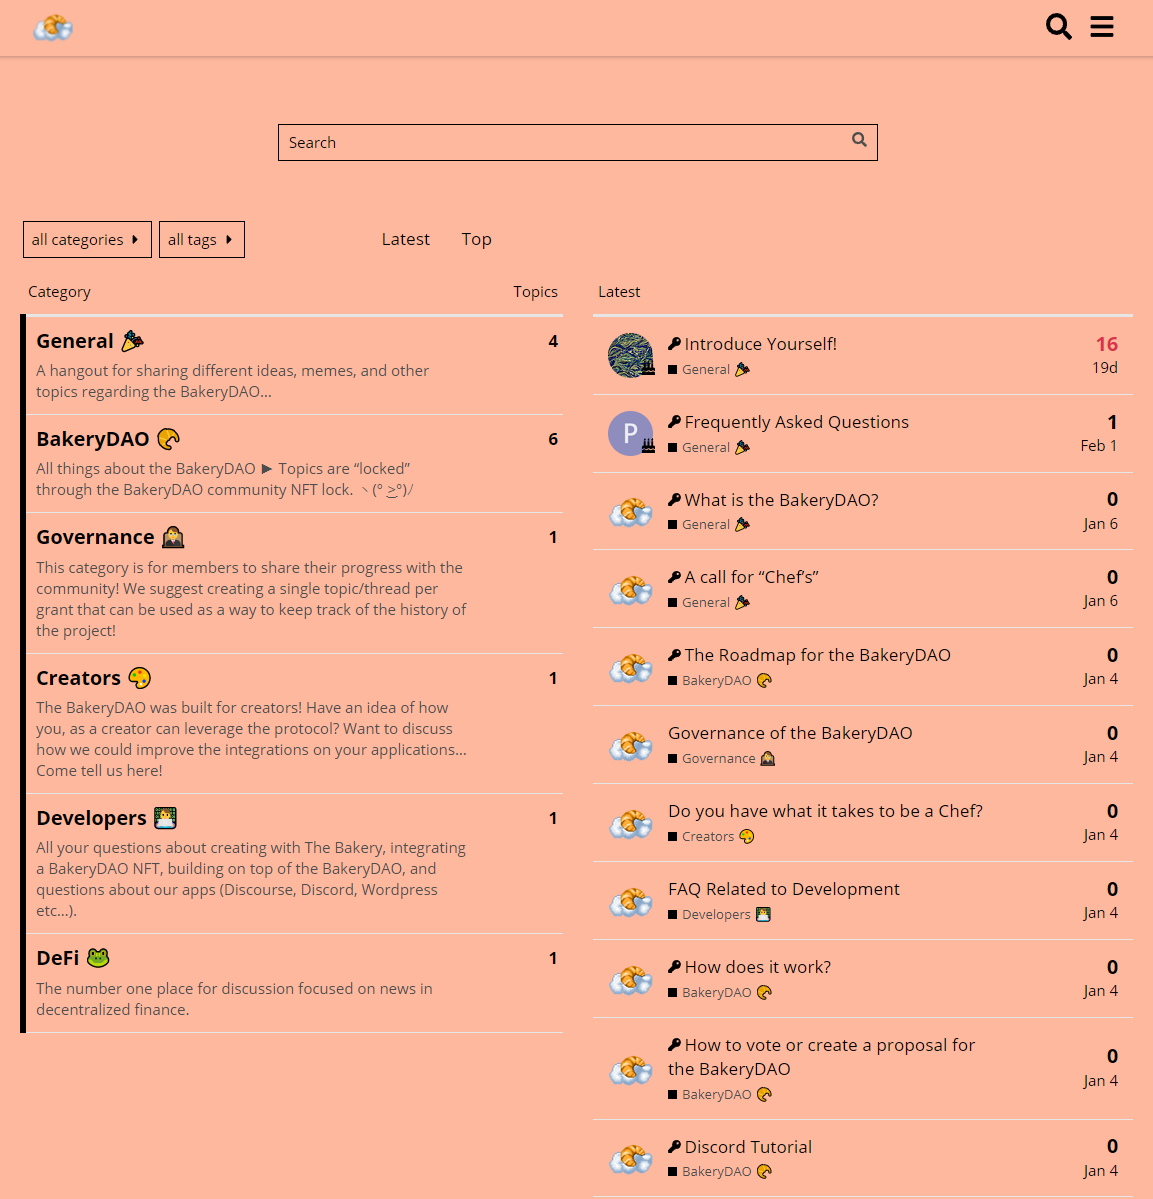 Search
all categories
all tags
Latest
Top
Category
Topics
General
4
A hangout for sharing different ideas, memes, and other
topics regarding the BakeryDAO...
BakeryDAO
6
All things about the BakeryDAO ► Topics are “locked”
through the BakeryDAO community NFT lock. ヽ(° ͜ʖ°)/
Governance
1
This category is for members to share their progress with the
community! We suggest creating a single topic/thread per
grant that can be used as a way to keep track of the history of
the project!
Creators
1
The BakeryDAO was built for creators! Have an idea of how
you, as a creator can leverage the protocol? Want to discuss
how we could improve the integrations on your applications...
Come tell us here!
Developers
1
All your questions about creating with The Bakery, integrating
a BakeryDAO NFT, building on top of the BakeryDAO, and
questions about our apps (Discourse, Discord, Wordpress
etc...).
DeFi
1
The number one place for discussion focused on news in
decentralized finance.
Latest
Introduce Yourself!
16
General
19d
P
Frequently Asked Questions
1
General
Feb 1
What is the BakeryDAO?
0
General
Jan 6
A call for “Chef’s”
0
General
Jan 6
The Roadmap for the BakeryDAO
0
BakeryDAO
Jan 4
Governance of the BakeryDAO
0
Governance
Jan 4
Do you have what it takes to be a Chef?
0
Creators
Jan 4
FAQ Related to Development
0
Developers
Jan 4
How does it work?
0
BakeryDAO
Jan 4
How to vote or create a proposal for
the BakeryDAO
0
BakeryDAO
Jan 4
Discord Tutorial
0
BakeryDAO
Jan 4